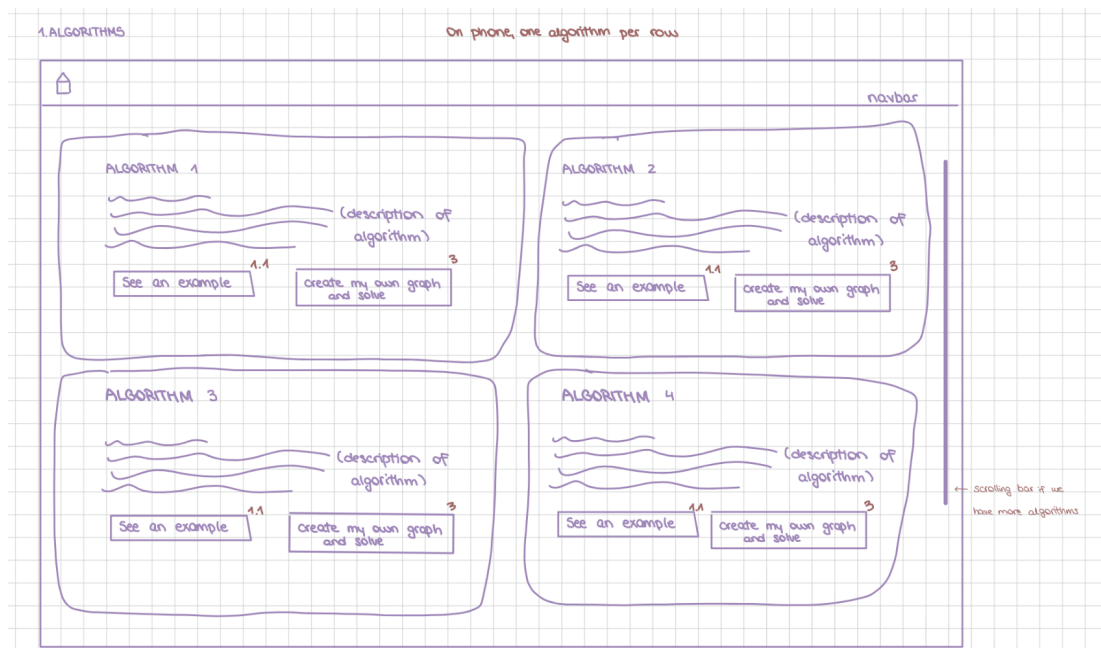 1.ALGORITHMS
On phone, one algorithm per row
navbar
ALGORITHM 1
(description of
algorithm)
1.1
See an example
3
create my own graph
and solve
ALGORITHM 2
(description of
algorithm)
1.1
See an example
3
create my own graph
and solve
ALGORITHM 3
(description of
algorithm)
1.1
See an example
3
create my own graph
and solve
ALGORITHM 4
(description of
algorithm)
1.1
See an example
3
create my own graph
and solve
← scrolling bar if we
have more algorithms